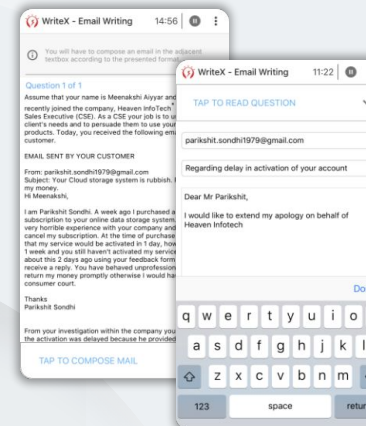 WriteX - Email Writing 14:56
You will have to compose an email in the adjacent
textbox according to the presented format.
Question 1 of 1
Assume that your name is Meenakshi Aiyyar and
recently joined the company, Heaven InfoTech
Sales Executive (CSE). As a CSE your job is to us
client's needs and to persuade them to use your
products. Today, you received the following ema
customer.
EMAIL SENT BY YOUR CUSTOMER
From: parikshit.sondhi1979@gmail.com
Subject: Your Cloud storage system is rubbish.
my money.
Hi Meenakshi,
I am Parikshit Sondhi. A week ago I purchased a
subscription to your online data storage system.
very horrible experience with your company and
cancel my subscription. At the time of purchase
that my service would be activated in 1 day, how
1 week and you still haven't activated my service
about this 2 days ago using your feedback form
receive a reply. You have behaved unprofession
return my money promptly otherwise I would ha
consumer court.
Thanks
Parikshit Sondhi
From your investigation within the company you
the activation was delayed because he provided
TAP TO COMPOSE MAIL
WriteX - Email Writing 11:22
TAP TO READ QUESTION
parikshit.sondhi1979@gmail.com
Regarding delay in activation of your account
Dear Mr Parikshit,
I would like to extend my apology on behalf of
Heaven Infotech
Do
q w e r t y u i o
a s d f g h j k l
z x c v b n m
123 space retur